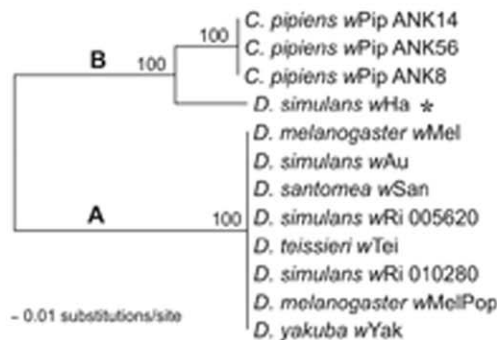 C. pipiens wPip ANK14
100
C. pipiens wPip ANK56
B
100
C. pipiens wPip ANK8
D. simulans wHa *
D. melanogaster wMel
D. simulans wAu
D. santomea wSan
A
100
D. simulans wRi 005620
D. teissieri wTei
D. simulans wRi 010280
D. melanogaster wMelPop
– 0.01 substitutions/site
D. yakuba wYak